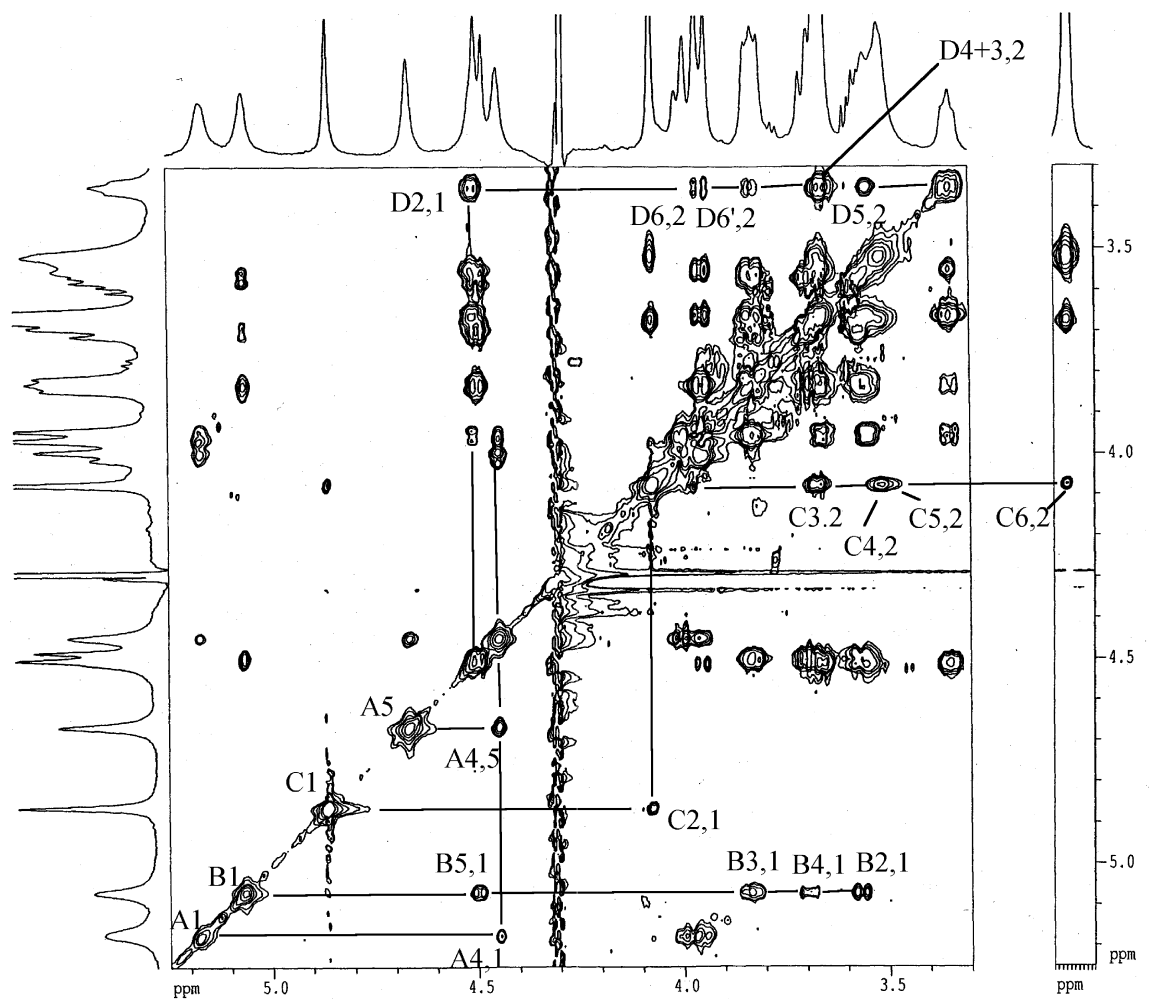 D4+3,2
D2,1
D6,2
D6',2
D5,2
3.5
4.0
C3.2
C4,2
C5,2
C6,2
4.5
A5
A4,5
C1
C2,1
B1
B5,1
B3,1
B4,1
B2,1
5.0
A1
A4,1
ppm
ppm
5.0
4.5
4.0
3.5
ppm